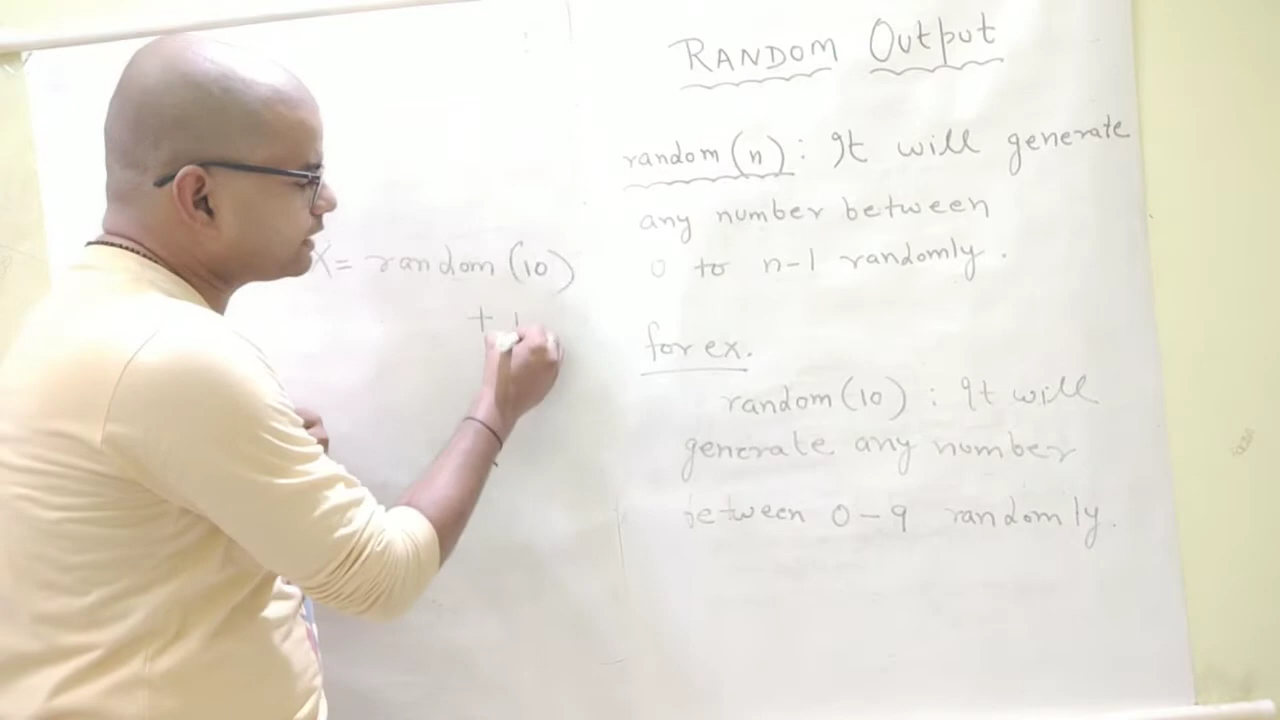 RANDOM Output
random(n): It will generate
any number between
0 to n-1 randomly.
for ex.
random(10): It will
generate any number
between 0-9 randomly.
X= random(10)
+